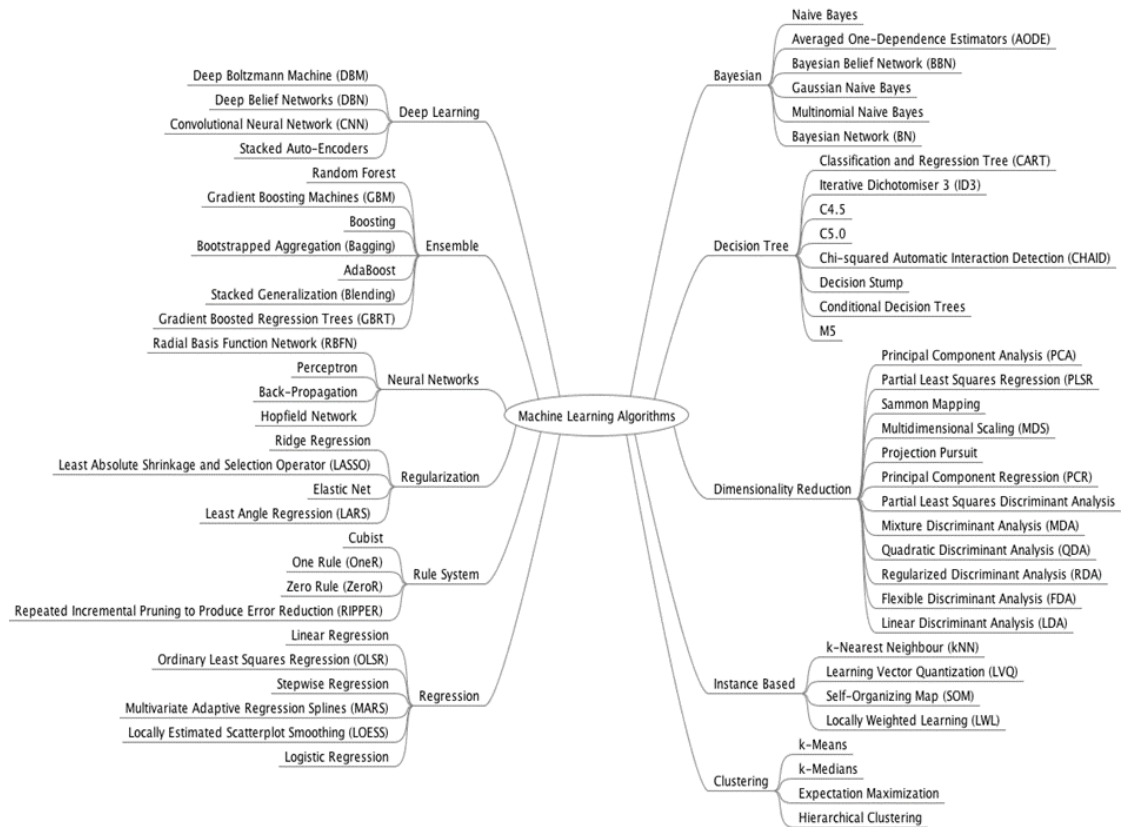 Deep Boltzmann Machine (DBM)
Deep Belief Networks (DBN)
Convolutional Neural Network (CNN)
Stacked Auto-Encoders
Deep Learning
Random Forest
Gradient Boosting Machines (GBM)
Boosting
Bootstrapped Aggregation (Bagging)
AdaBoost
Stacked Generalization (Blending)
Gradient Boosted Regression Trees (GBRT)
Ensemble
Radial Basis Function Network (RBFN)
Perceptron
Back-Propagation
Hopfield Network
Neural Networks
Ridge Regression
Least Absolute Shrinkage and Selection Operator (LASSO)
Elastic Net
Least Angle Regression (LARS)
Regularization
Cubist
One Rule (OneR)
Zero Rule (ZeroR)
Repeated Incremental Pruning to Produce Error Reduction (RIPPER)
Rule System
Linear Regression
Ordinary Least Squares Regression (OLSR)
Stepwise Regression
Multivariate Adaptive Regression Splines (MARS)
Locally Estimated Scatterplot Smoothing (LOESS)
Logistic Regression
Regression
Machine Learning Algorithms
Bayesian
Naive Bayes
Averaged One-Dependence Estimators (AODE)
Bayesian Belief Network (BBN)
Gaussian Naive Bayes
Multinomial Naive Bayes
Bayesian Network (BN)
Decision Tree
Classification and Regression Tree (CART)
Iterative Dichotomiser 3 (ID3)
C4.5
C5.0
Chi-squared Automatic Interaction Detection (CHAID)
Decision Stump
Conditional Decision Trees
M5
Dimensionality Reduction
Principal Component Analysis (PCA)
Partial Least Squares Regression (PLSR
Sammon Mapping
Multidimensional Scaling (MDS)
Projection Pursuit
Principal Component Regression (PCR)
Partial Least Squares Discriminant Analysis
Mixture Discriminant Analysis (MDA)
Quadratic Discriminant Analysis (QDA)
Regularized Discriminant Analysis (RDA)
Flexible Discriminant Analysis (FDA)
Linear Discriminant Analysis (LDA)
Instance Based
k-Nearest Neighbour (kNN)
Learning Vector Quantization (LVQ)
Self-Organizing Map (SOM)
Locally Weighted Learning (LWL)
Clustering
k-Means
k-Medians
Expectation Maximization
Hierarchical Clustering